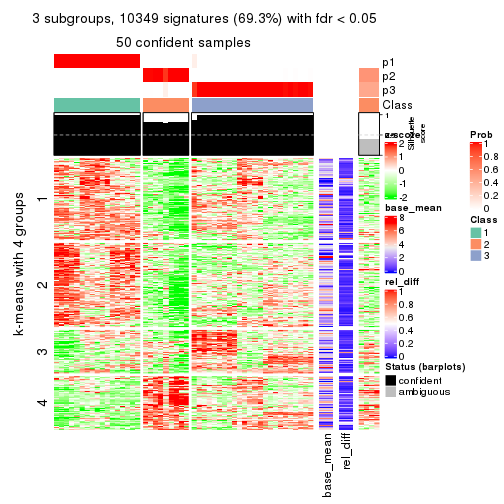 3 subgroups, 10349 signatures (69.3%) with fdr < 0.05
50 confident samples
p1
p2
p3
Class
1
Silhouette
score
k-means with 4 groups
1
2
3
4
base_mean
rel_diff
z-score
2
1
0
-1
-2
base_mean
8
6
4
2
0
rel_diff
1
0.8
0.6
0.4
0.2
0
Status (barplots)
confident
ambiguous
Prob
1
0.8
0.6
0.4
0.2
0
Class
1
2
3